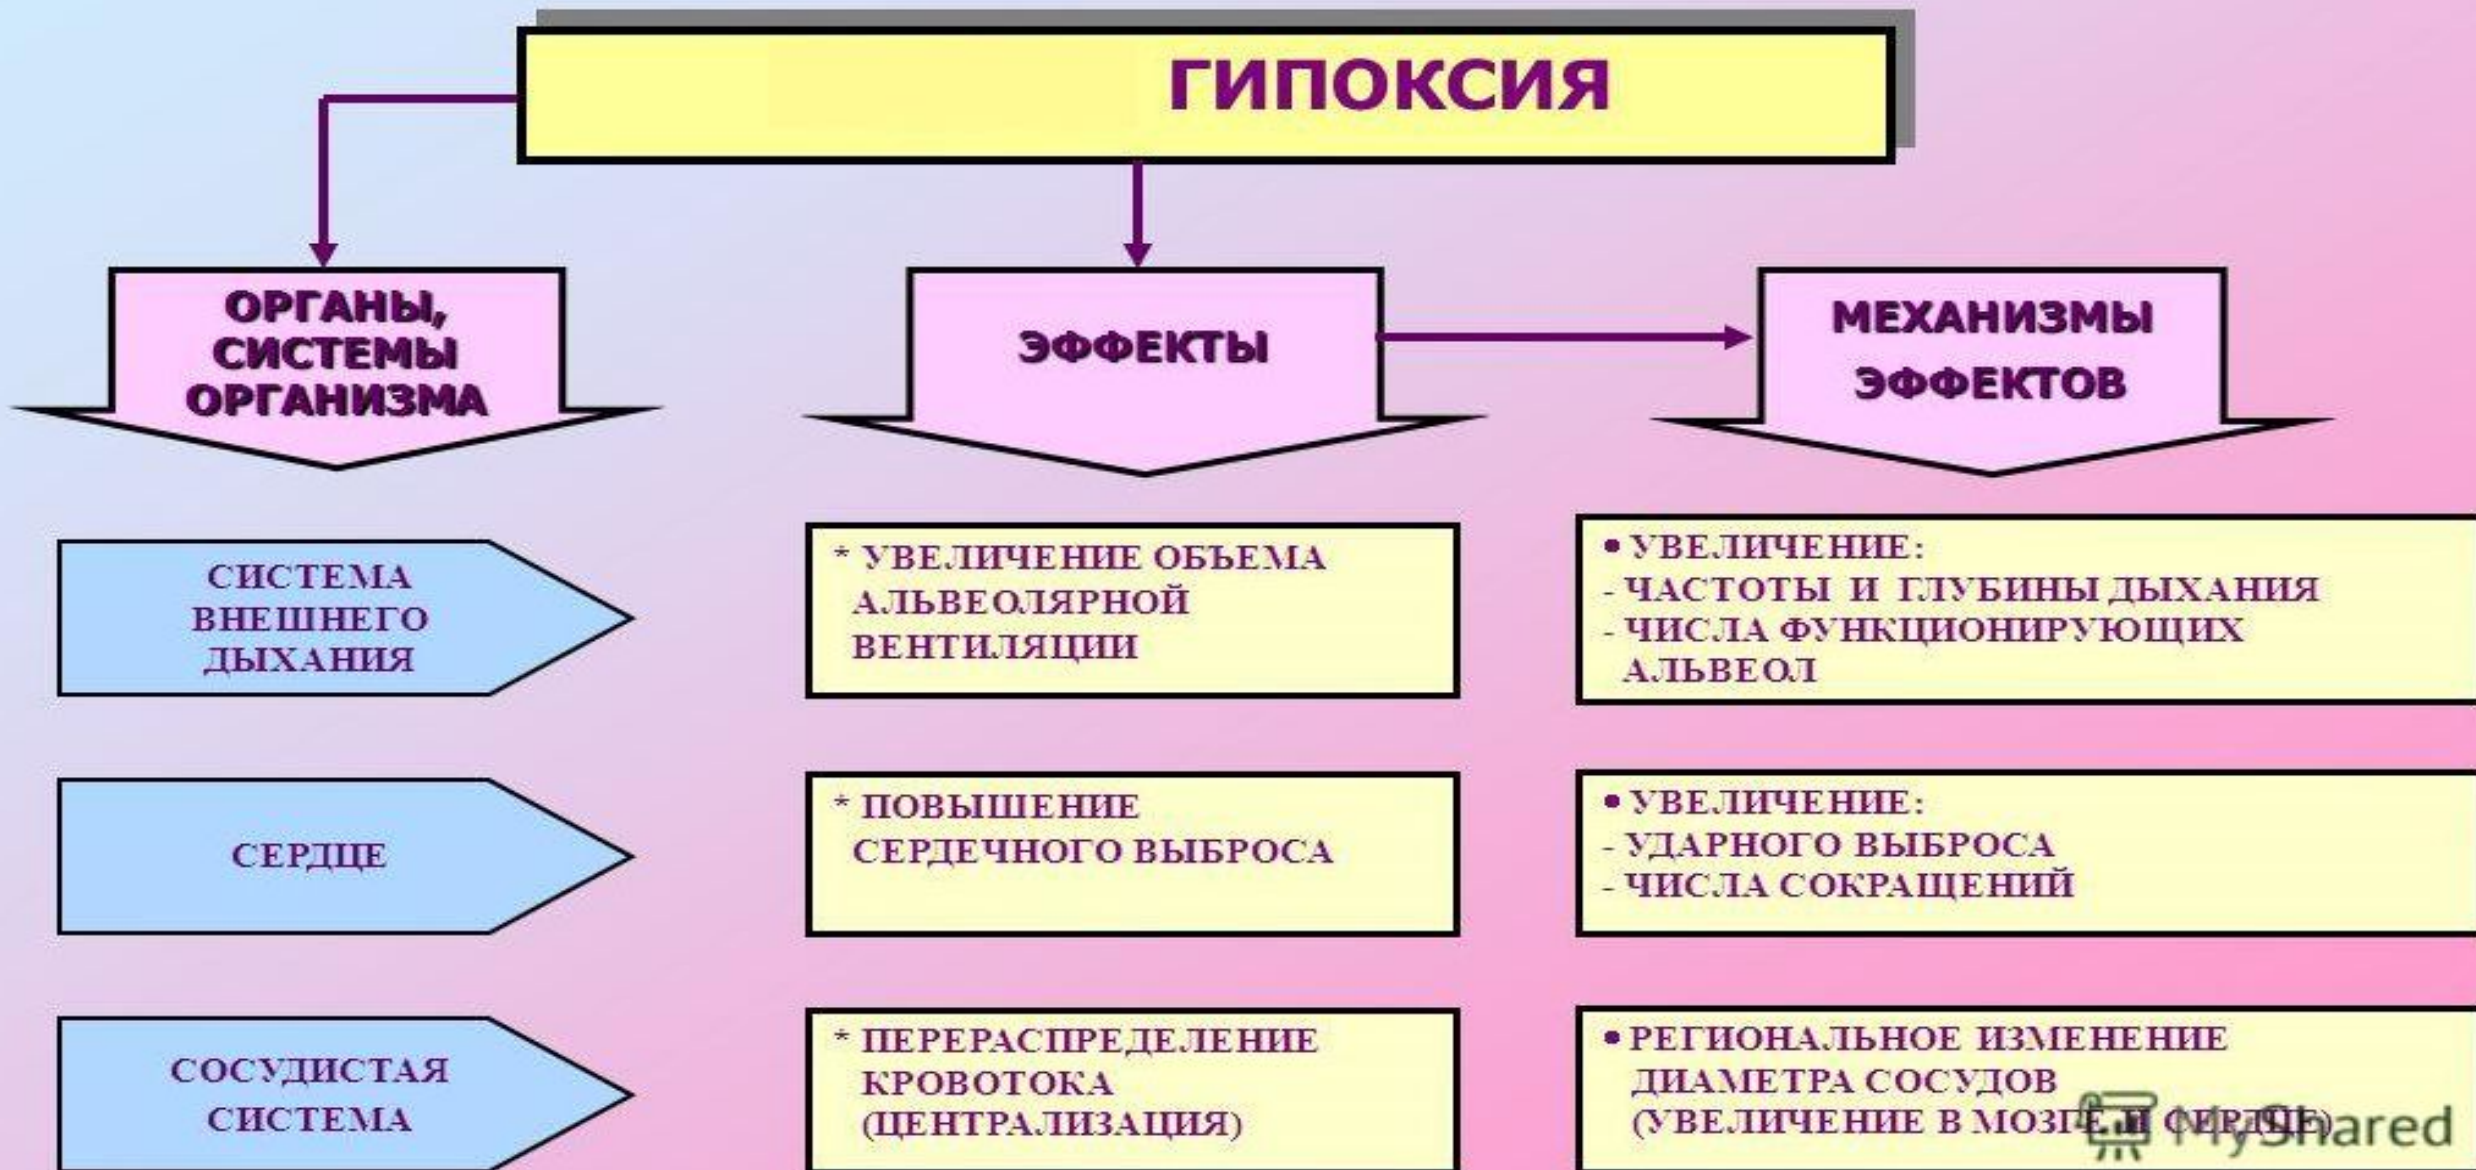 ГИПОКСИЯ
ОРГАНЫ,
СИСТЕМЫ
ОРГАНИЗМА
ЭФФЕКТЫ
МЕХАНИЗМЫ
ЭФФЕКТОВ
СИСТЕМА
ВНЕШНЕГО
ДЫХАНИЯ
* УВЕЛИЧЕНИЕ ОБЪЕМА
АЛЬВЕОЛЯРНОЙ
ВЕНТИЛЯЦИИ
• УВЕЛИЧЕНИЕ:
- ЧАСТОТЫ И ГЛУБИНЫ ДЫХАНИЯ
- ЧИСЛА ФУНКЦИОНИРУЮЩИХ
АЛЬВЕОЛ
СЕРДЦЕ
* ПОВЫШЕНИЕ
СЕРДЕЧНОГО ВЫБРОСА
• УВЕЛИЧЕНИЕ:
- УДАРНОГО ВЫБРОСА
- ЧИСЛА СОКРАЩЕНИЙ
СОСУДИСТАЯ
СИСТЕМА
* ПЕРЕРАСПРЕДЕЛЕНИЕ
КРОВОТОКА
(ЦЕНТРАЛИЗАЦИЯ)
• РЕГИОНАЛЬНОЕ ИЗМЕНЕНИЕ
ДИАМЕТРА СОСУДОВ
(УВЕЛИЧЕНИЕ В МОЗГЕ И СЕРДЦЕ)
MyShared